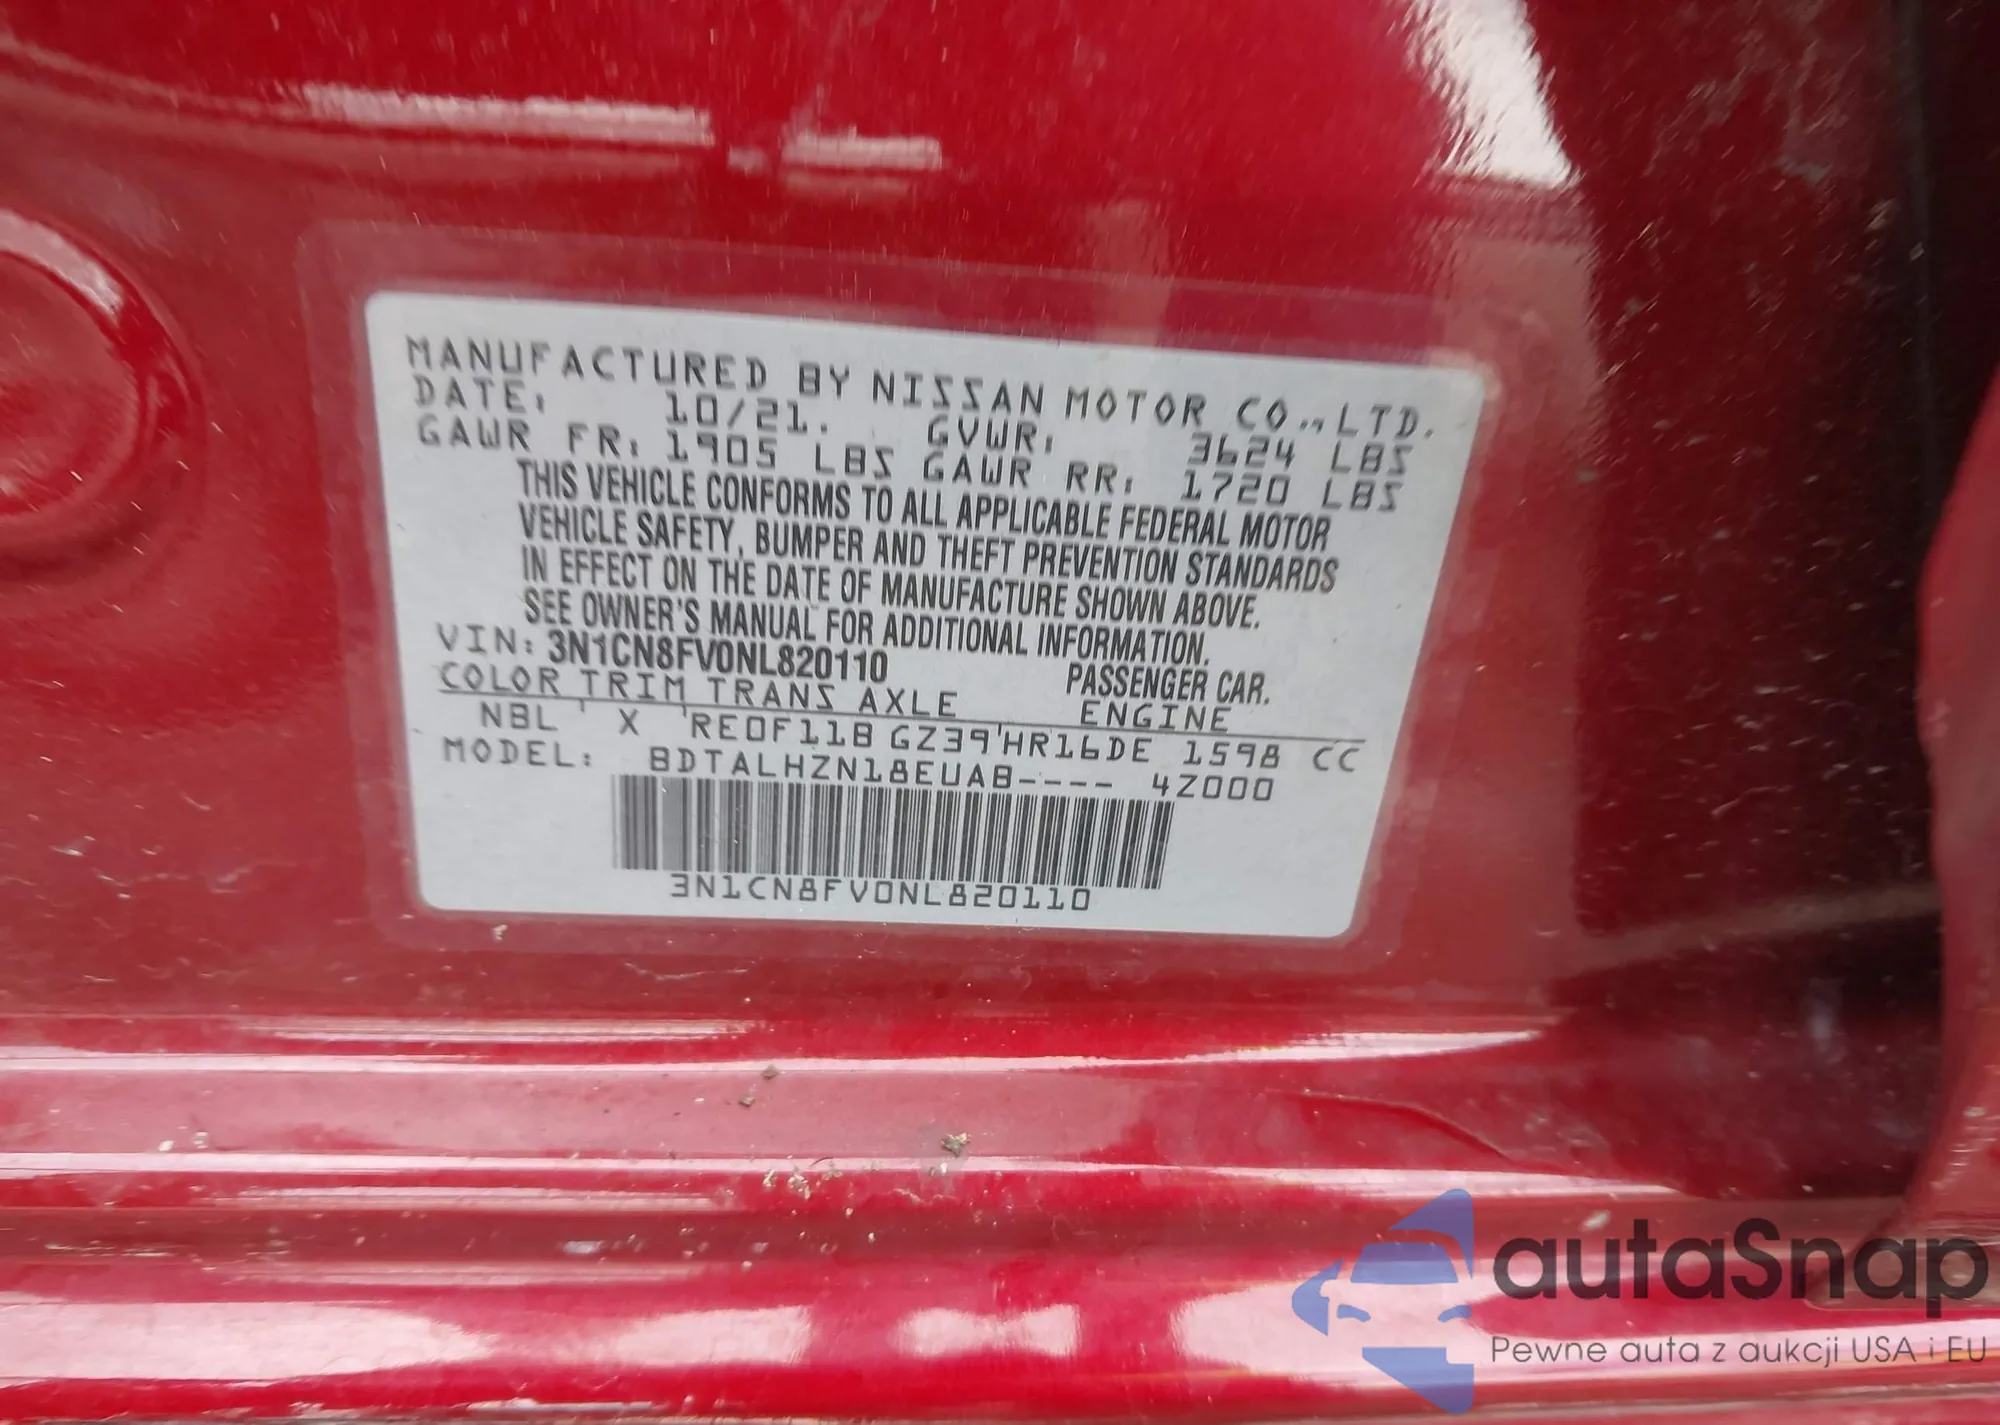 MANUFACTURED BY NISSAN MOTOR CO.,LTD.
DATE: 10/21. GVWR: 3624 LBS
GAWR FR: 1905 LBS GAWR RR: 1720 LBS
THIS VEHICLE CONFORMS TO ALL APPLICABLE FEDERAL MOTOR
VEHICLE SAFETY, BUMPER AND THEFT PREVENTION STANDARDS
IN EFFECT ON THE DATE OF MANUFACTURE SHOWN ABOVE.
SEE OWNER'S MANUAL FOR ADDITIONAL INFORMATION.
VIN: 3N1CN8FV0NL820110 PASSENGER CAR.
COLOR TRIM TRANS AXLE ENGINE
NBL X RE0F11B GZ39 HR16DE 1598 CC
MODEL: BDTALHZN18EUAB---- 4Z000
3N1CN8FV0NL820110
autaSnap
Pewne auta z aukcji USA i EU